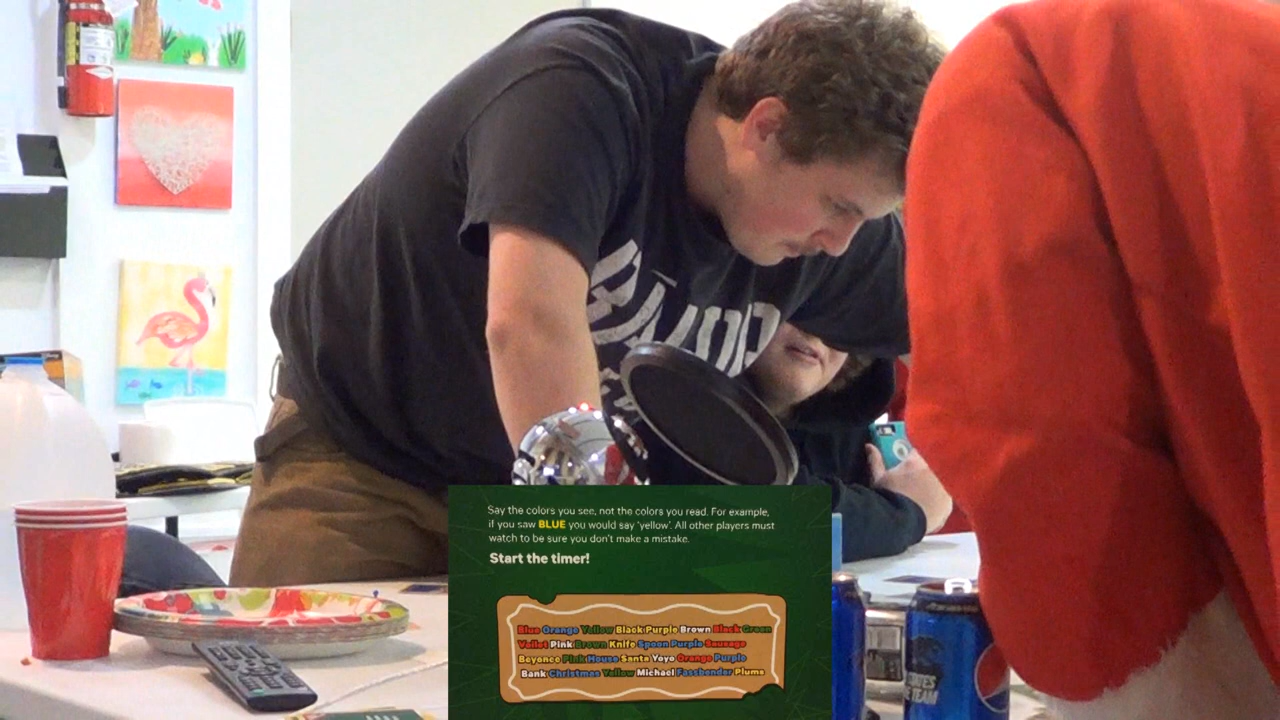 Say the colors you see, not the colors you read. For example,
if you saw BLUE you would say 'yellow'. All other players must
watch to be sure you don't make a mistake.
Start the timer!
Blue Orange Yellow Black Purple Brown Black Green
Vallet Pink Brown Knife Spoon Purple Sausage
Beyonce Pink House Santa Yoyo Orange Purple
Bank Christmas Yellow Michael Fassbender Plums
TEAM